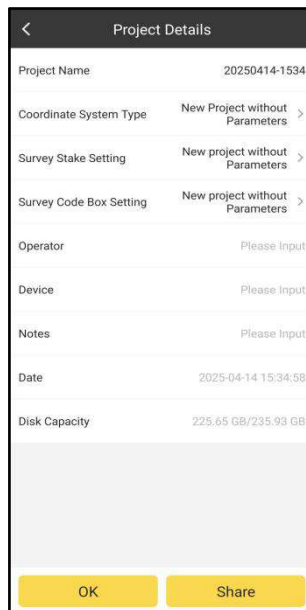 Project Details
Project Name 20250414-1534
Coordinate System Type New Project without
Parameters
Survey Stake Setting New project without
Parameters
Survey Code Box Setting New project without
Parameters
Operator Please Input
Device Please Input
Notes Please Input
Date 2025-04-14 15:34:58
Disk Capacity 225.65 GB/235.93 GB
OK Share